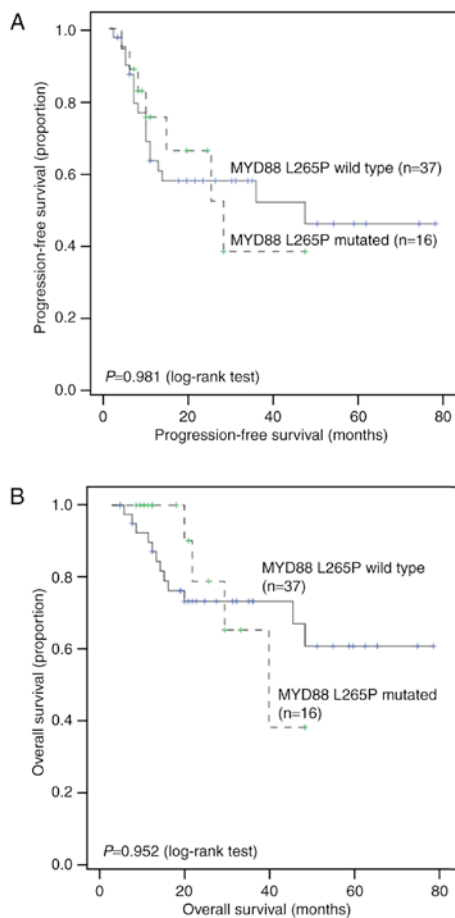 A
1.0
0.8
0.6
0.4
0.2
0.0
Progression-free survival (proportion)
MYD88 L265P wild type (n=37)
MYD88 L265P mutated (n=16)
P=0.981 (log-rank test)
0 20 40 60 80
Progression-free survival (months)
B
1.0
0.8
0.6
0.4
0.2
0.0
Overall survival (proportion)
MYD88 L265P wild type
(n=37)
MYD88 L265P mutated
(n=16)
P=0.952 (log-rank test)
0 20 40 60 80
Overall survival (months)